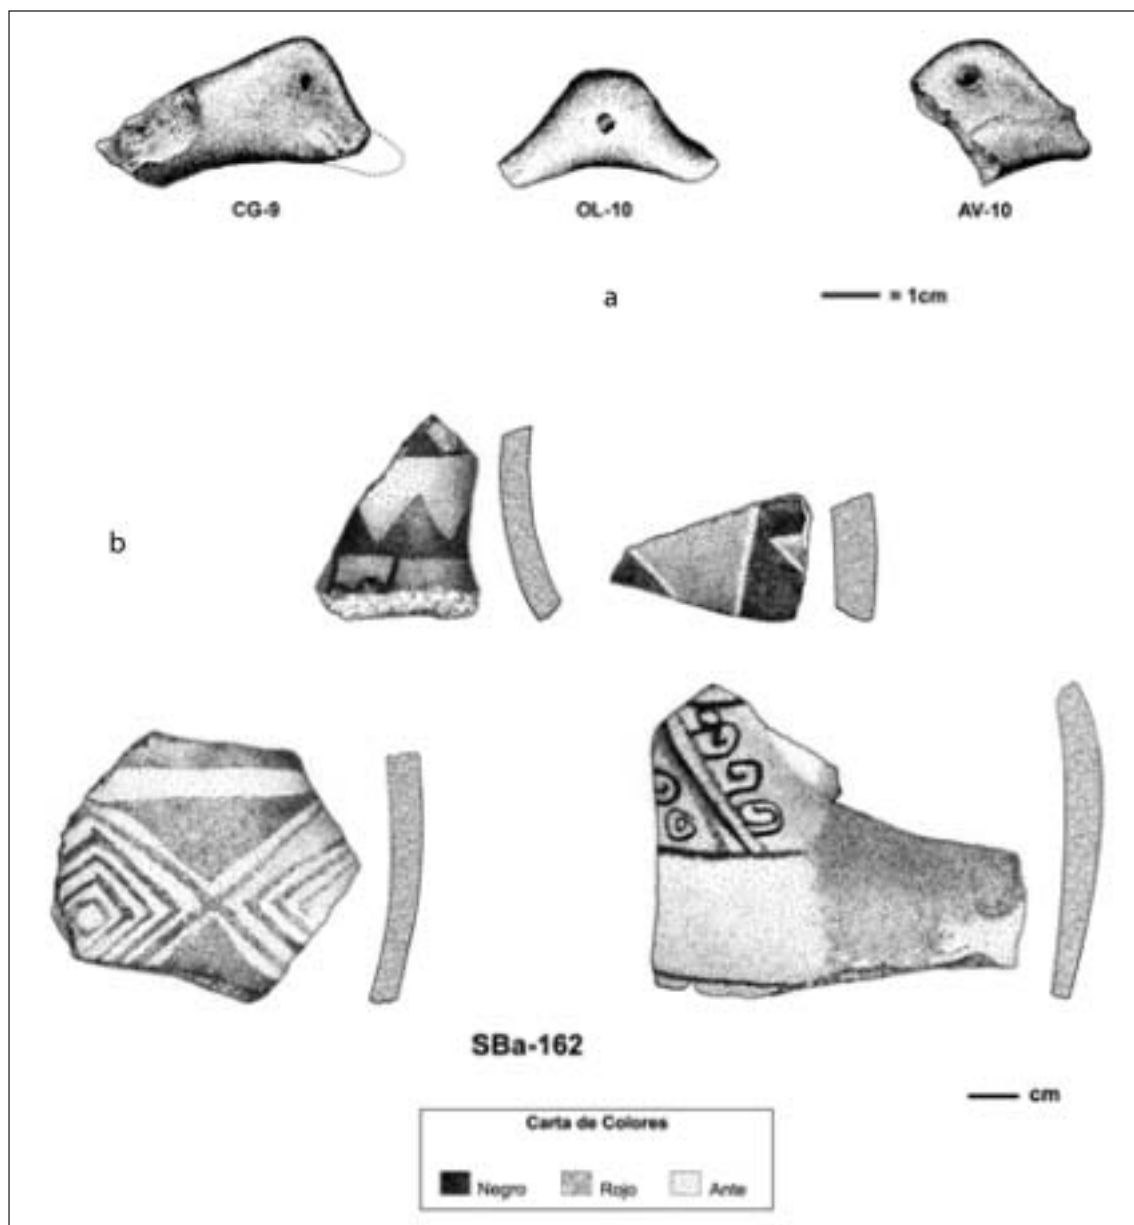 CG-9 OL-10 AV-10
a = 1cm
b
SBa-162
cm
Carta de Colores
Negro Rojo Ante